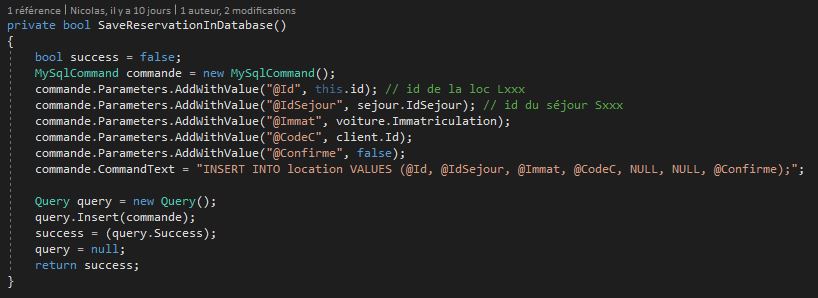 1 référence | Nicolas, il y a 10 jours | 1 auteur, 2 modifications
private bool SaveReservationInDatabase()
{
    bool success = false;
    MySqlCommand commande = new MySqlCommand();
    commande.Parameters.AddWithValue("@Id", this.id); // id de la loc Lxxx
    commande.Parameters.AddWithValue("@IdSejour", sejour.IdSejour); // id du séjour Sxxx
    commande.Parameters.AddWithValue("@Immat", voiture.Immatriculation);
    commande.Parameters.AddWithValue("@CodeC", client.Id);
    commande.Parameters.AddWithValue("@Confirme", false);
    commande.CommandText = "INSERT INTO location VALUES (@Id, @IdSejour, @Immat, @CodeC, NULL, NULL, @Confirme);";
    Query query = new Query();
    query.Insert(commande);
    success = (query.Success);
    query = null;
    return success;
}